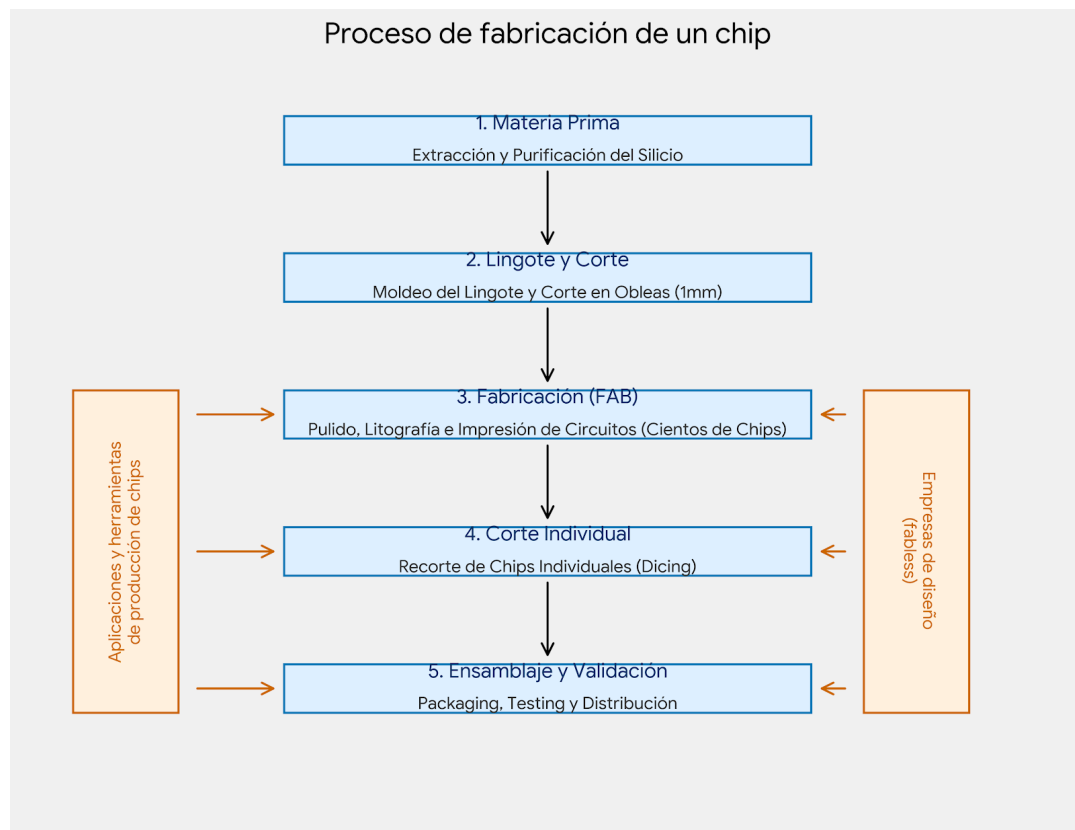 Proceso de fabricación de un chip
1. Materia Prima
Extracción y Purificación del Silicio
2. Lingote y Corte
Moldeo del Lingote y Corte en Obleas (1mm)
3. Fabricación (FAB)
Pulido, Litografía e Impresión de Circuitos (Cientos de Chips)
4. Corte Individual
Recorte de Chips Individuales (Dicing)
5. Ensamblaje y Validación
Packaging, Testing y Distribución
Aplicaciones y herramientas
de producción de chips
Empresas de diseño
(fabless)